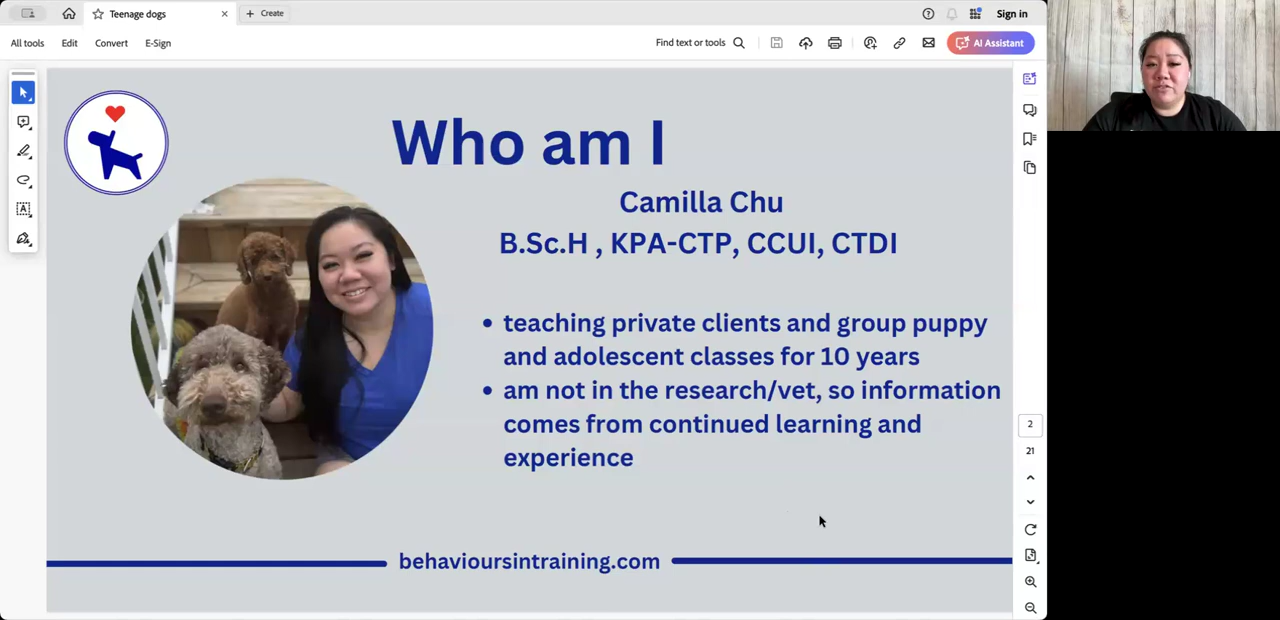 Teenage dogs
Create
Sign in
All tools
Edit
Convert
E-Sign
Find text or tools
AI Assistant
Who am I
Camilla Chu
B.Sc.H , KPA-CTP, CCUI, CTDI
teaching private clients and group puppy
and adolescent classes for 10 years
am not in the research/vet, so information
comes from continued learning and
experience
2
21
behavioursintraining.com